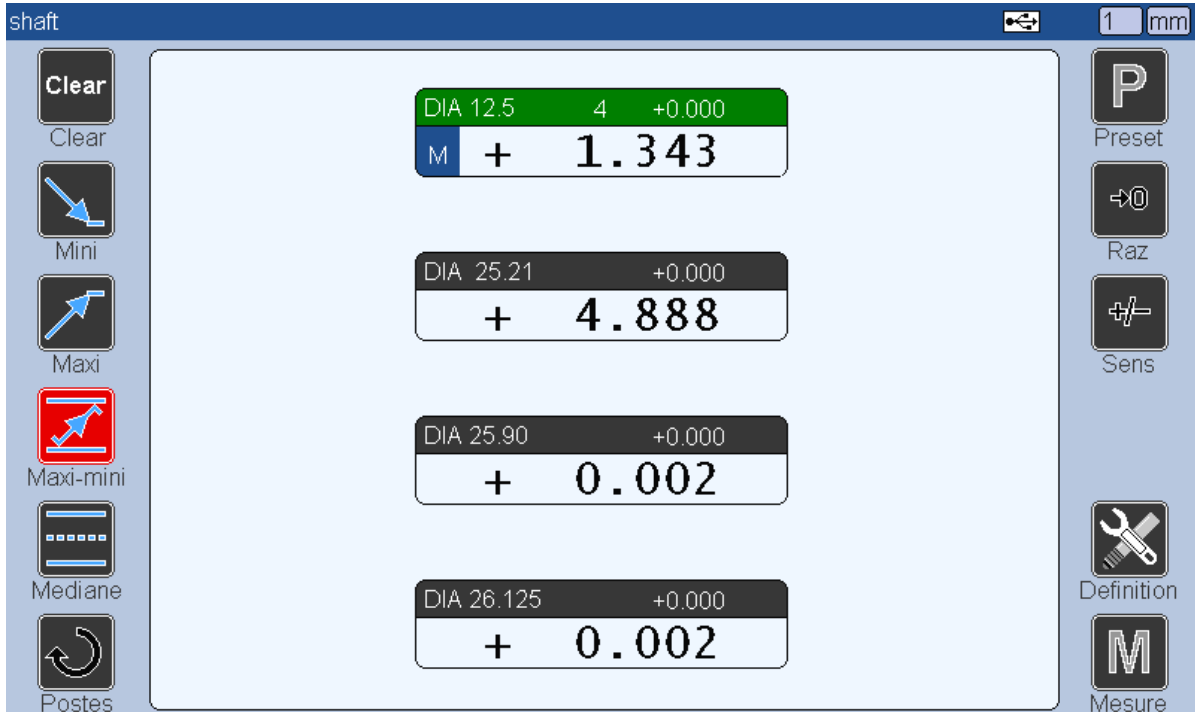 shaft 1 mm
Clear
Clear
Mini
Maxi
Maxi-mini
Mediane
Postes
DIA 12.5 4 +0.000
M + 1.343
DIA 25.21 +0.000
+ 4.888
DIA 25.90 +0.000
+ 0.002
DIA 26.125 +0.000
+ 0.002
P
Preset
→0
Raz
+/−
Sens
Definition
M
Mesure